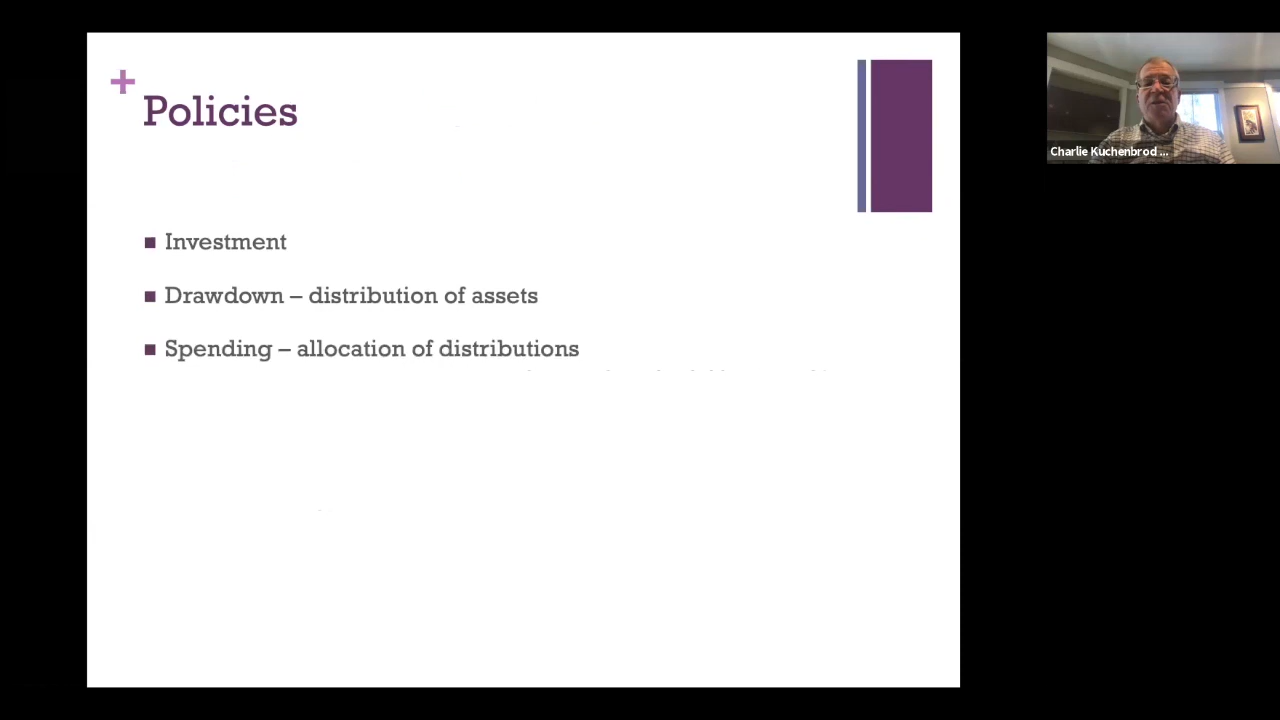 +
Policies
■ Investment
■ Drawdown – distribution of assets
■ Spending – allocation of distributions
Charlie Kuchenbrod ...